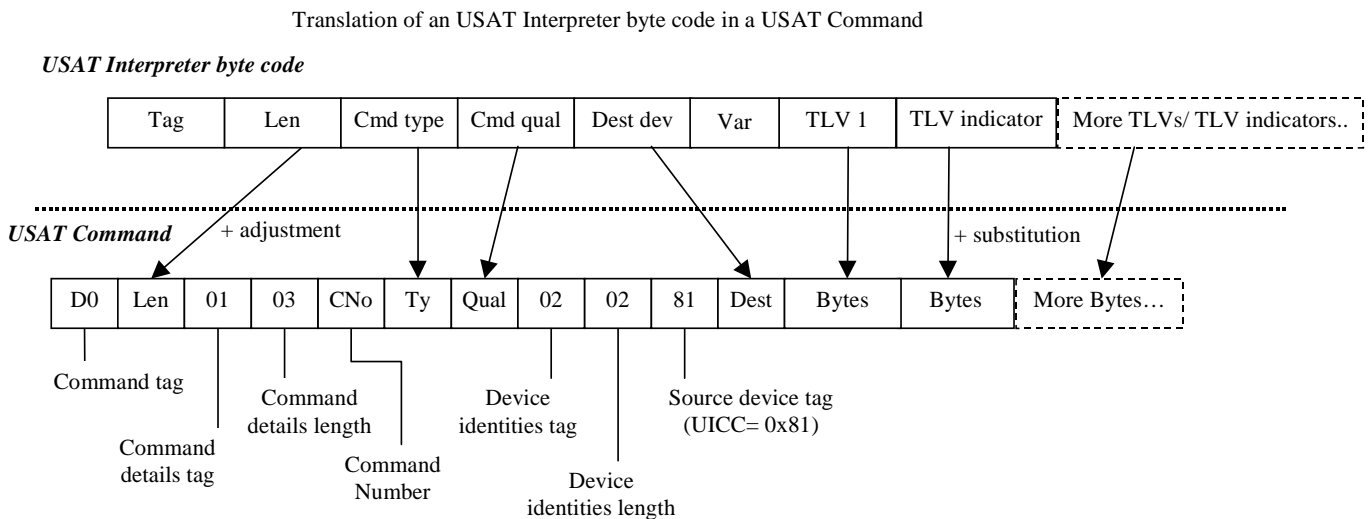 Translation of an USAT Interpreter byte code in a USAT Command
USAT Interpreter byte code
Tag Len Cmd type Cmd qual Dest dev Var TLV 1 TLV indicator More TLVs/ TLV indicators..
USAT Command + adjustment + substitution
D0 Len 01 03 CNo Ty Qual 02 02 81 Dest Bytes Bytes More Bytes…
Command tag
Command
details length
Device
identities tag
Source device tag
(UICC= 0x81)
Command
details tag
Command
Number
Device
identities length